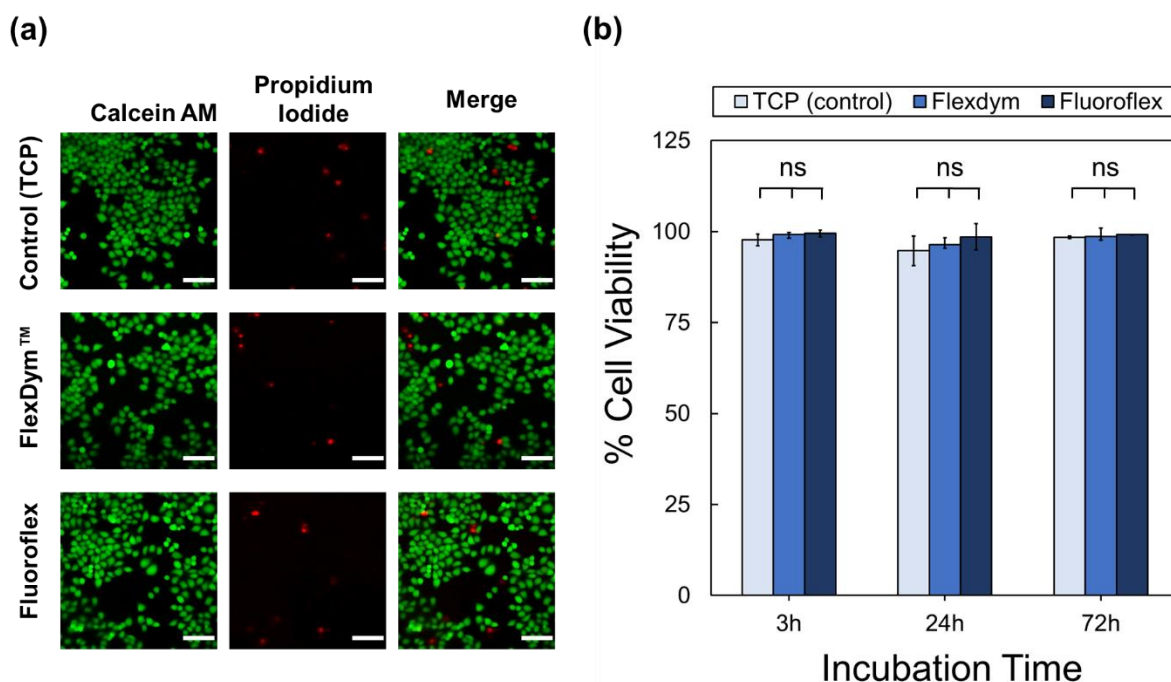 (a)
Calcein AM
Propidium
Iodide
Merge
Control (TCP)
FlexDym™
Fluoroflex
(b)
TCP (control) Flexdym Fluoroflex
% Cell Viability
125
100
75
50
25
0
ns ns ns
3h 24h 72h
Incubation Time